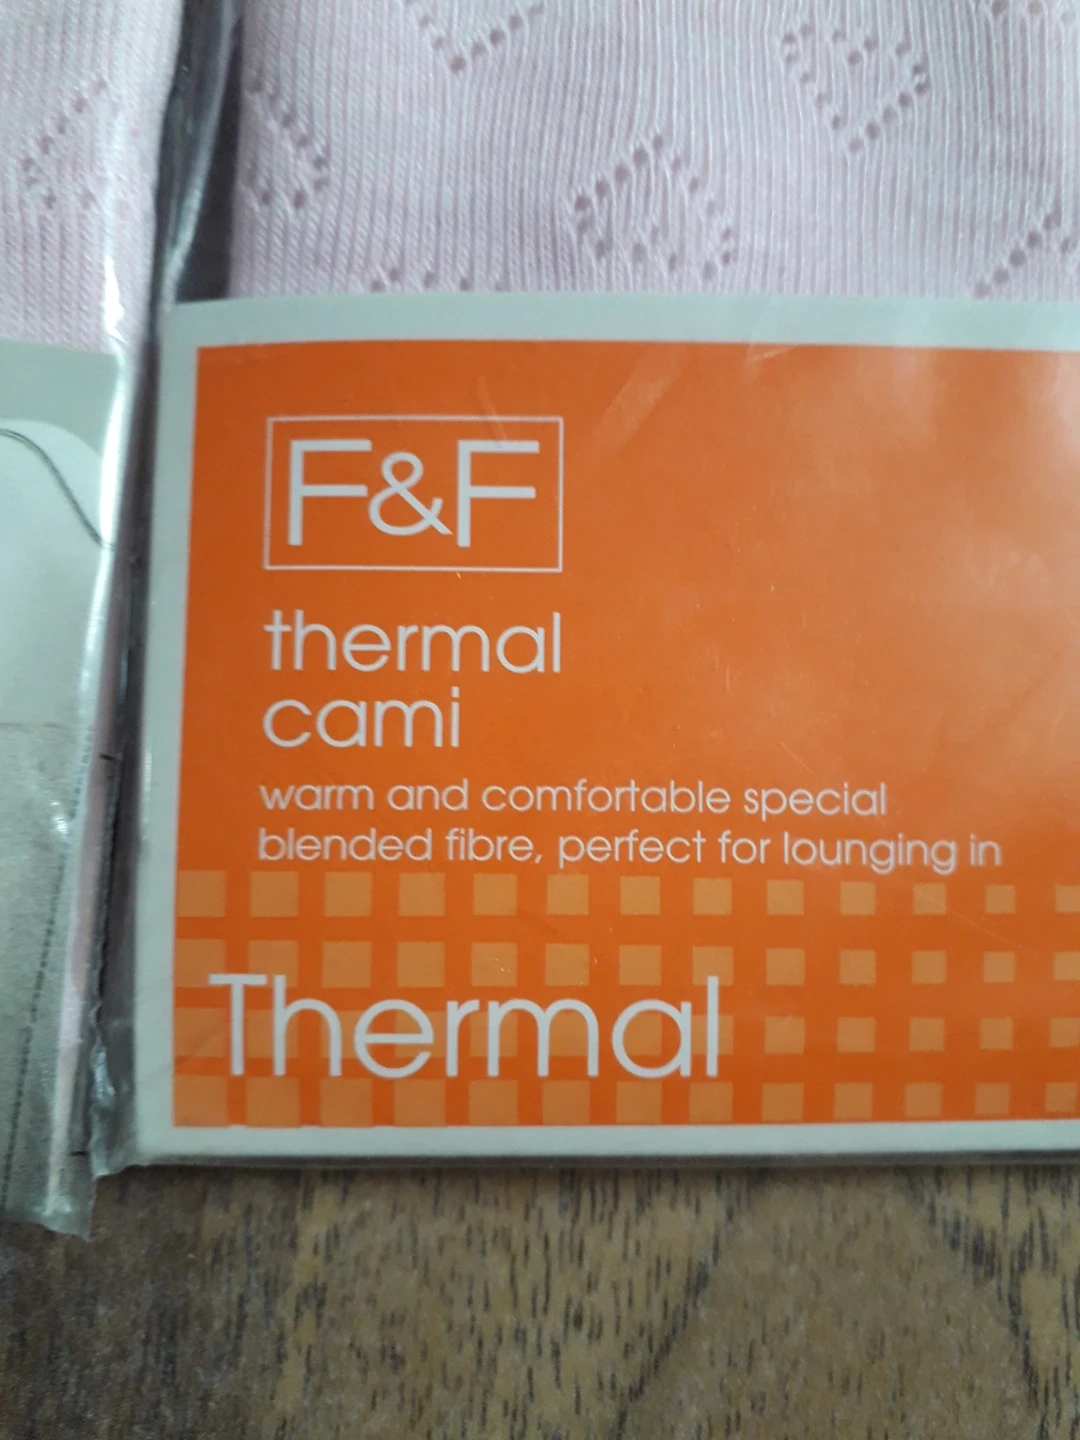 F&F
thermal
cami
warm and comfortable special
blended fibre, perfect for lounging in
Thermal